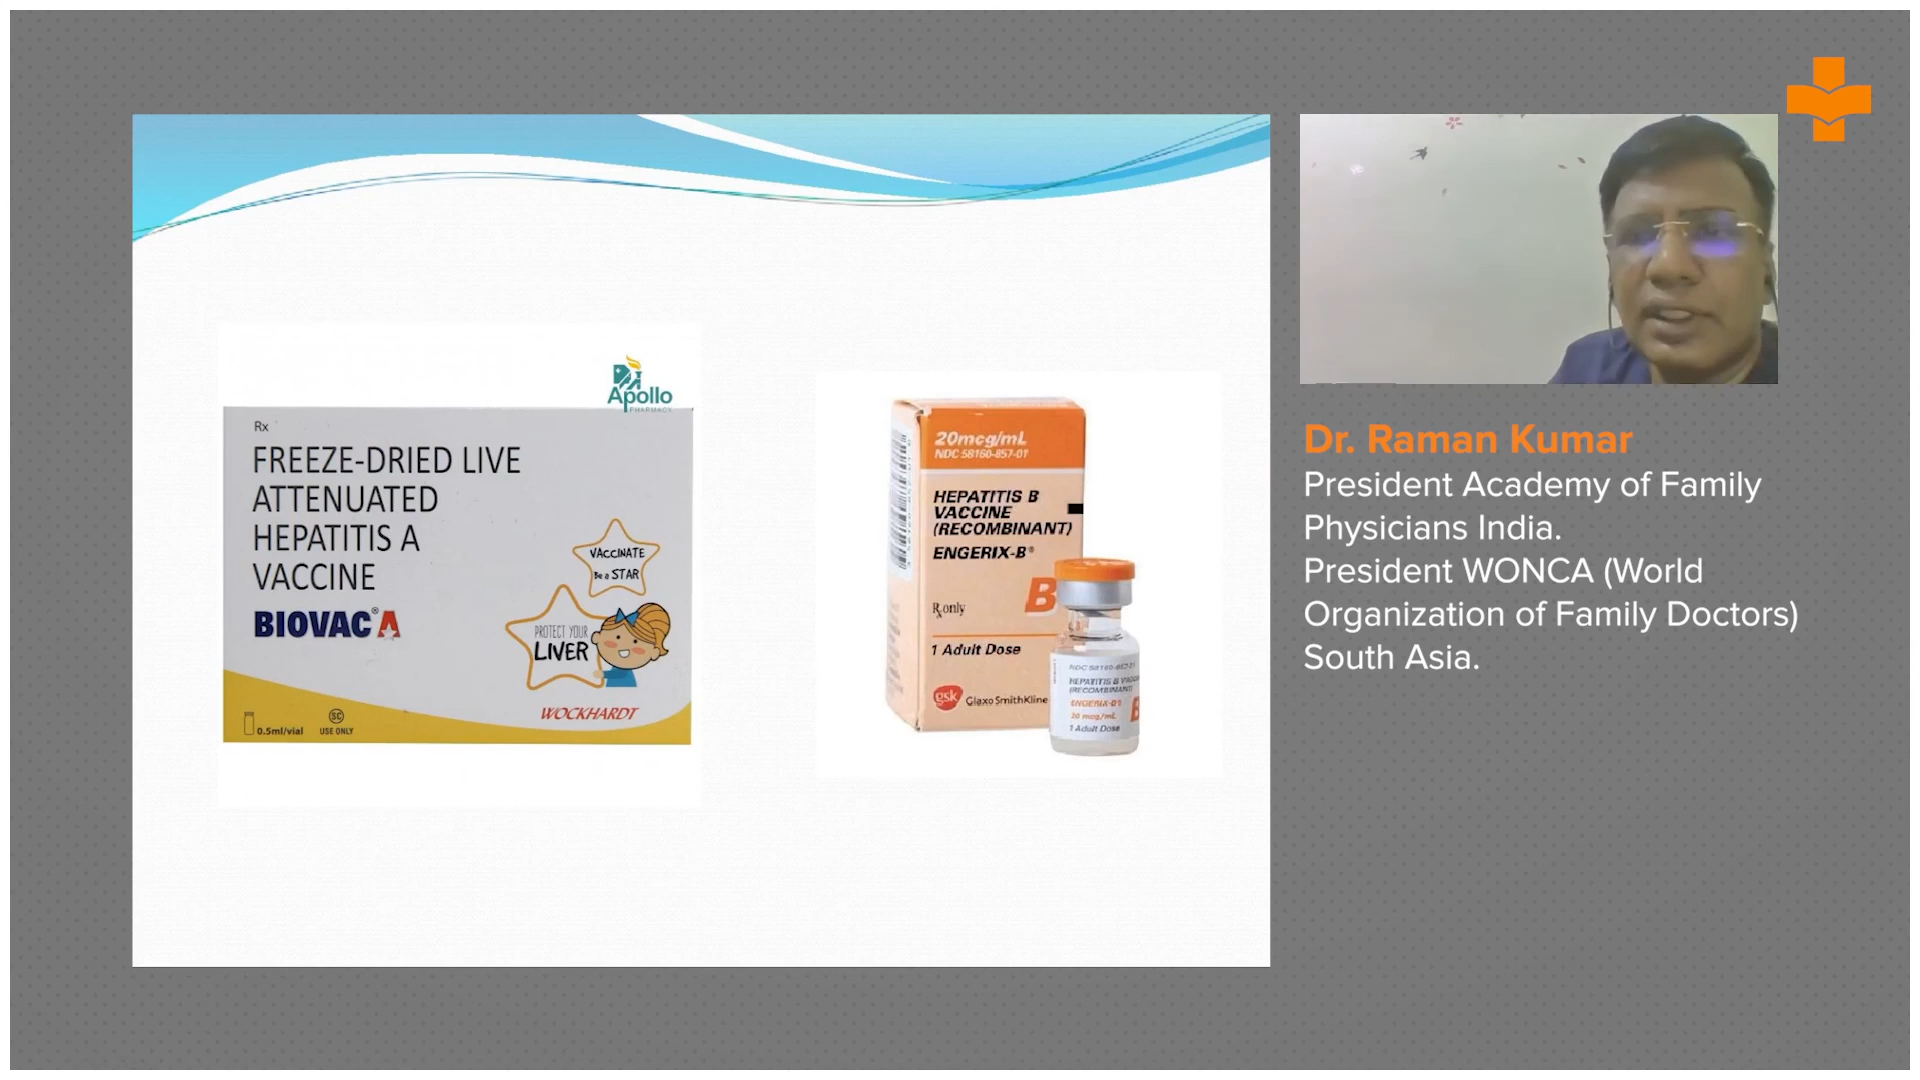 Apollo
PHARMACY
Rx
FREEZE-DRIED LIVE
ATTENUATED
HEPATITIS A
VACCINE
BIOVAC® A
VACCINATE
Be a STAR
PROTECT YOUR
LIVER
WOCKHARDT
0.5ml/vial
SC
USE ONLY
20mcg/mL
NDC 58160-857-01
HEPATITIS B
VACCINE
(RECOMBINANT)
ENGERIX-B®
B
Rx only
1 Adult Dose
gsk GlaxoSmithKline
NDC 58160-857-01
HEPATITIS B
(RECOMBINANT)
ENGERIX-B®
20 mcg/mL
1 Adult Dose
B
Dr. Raman Kumar
President Academy of Family
Physicians India.
President WONCA (World
Organization of Family Doctors)
South Asia.